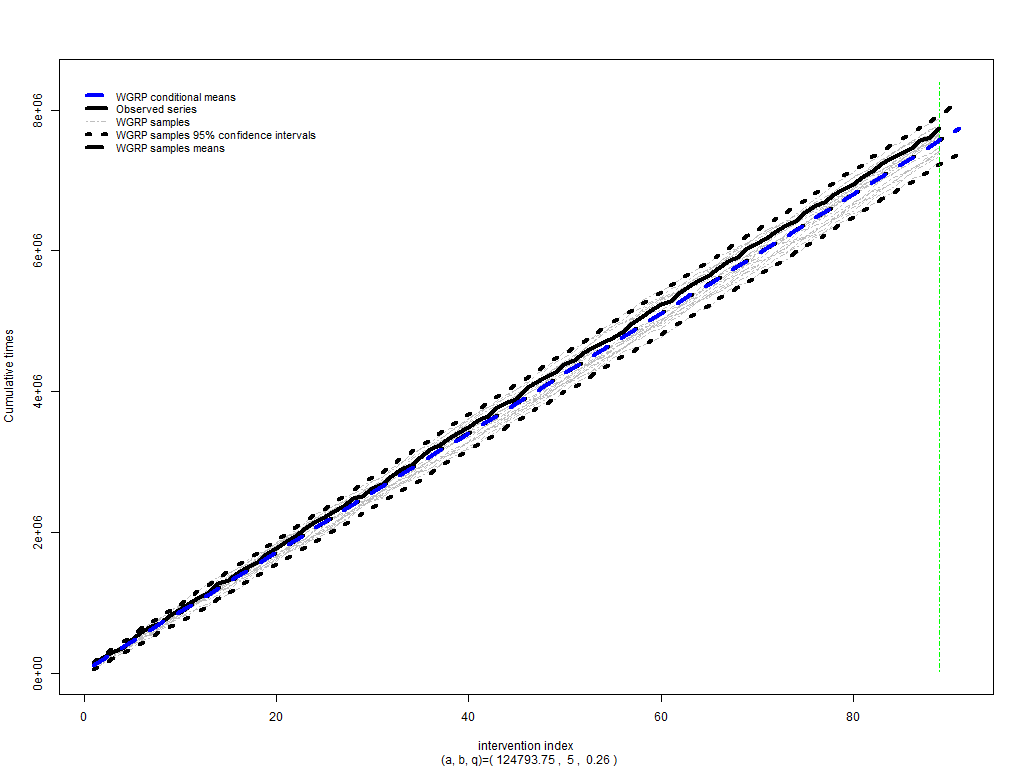 WGRP conditional means
Observed series
WGRP samples
WGRP samples 95% confidence intervals
WGRP samples means
Cumulative times
0e+00
2e+06
4e+06
6e+06
8e+06
0 20 40 60 80
intervention index
(a, b, q)=( 124793.75 , 5 , 0.26 )